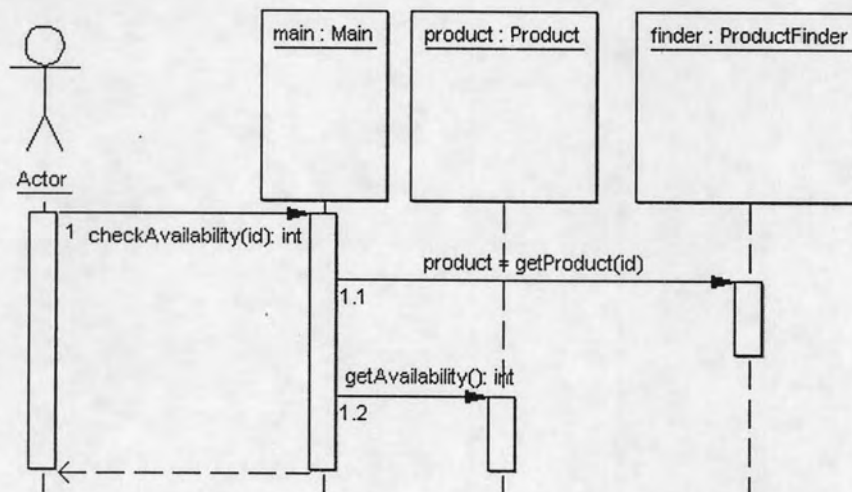 main : Main
product : Product
finder : ProductFinder
Actor
1
checkAvailability(id): int
product = getProduct(id)
1.1
getAvailability(): int
1.2